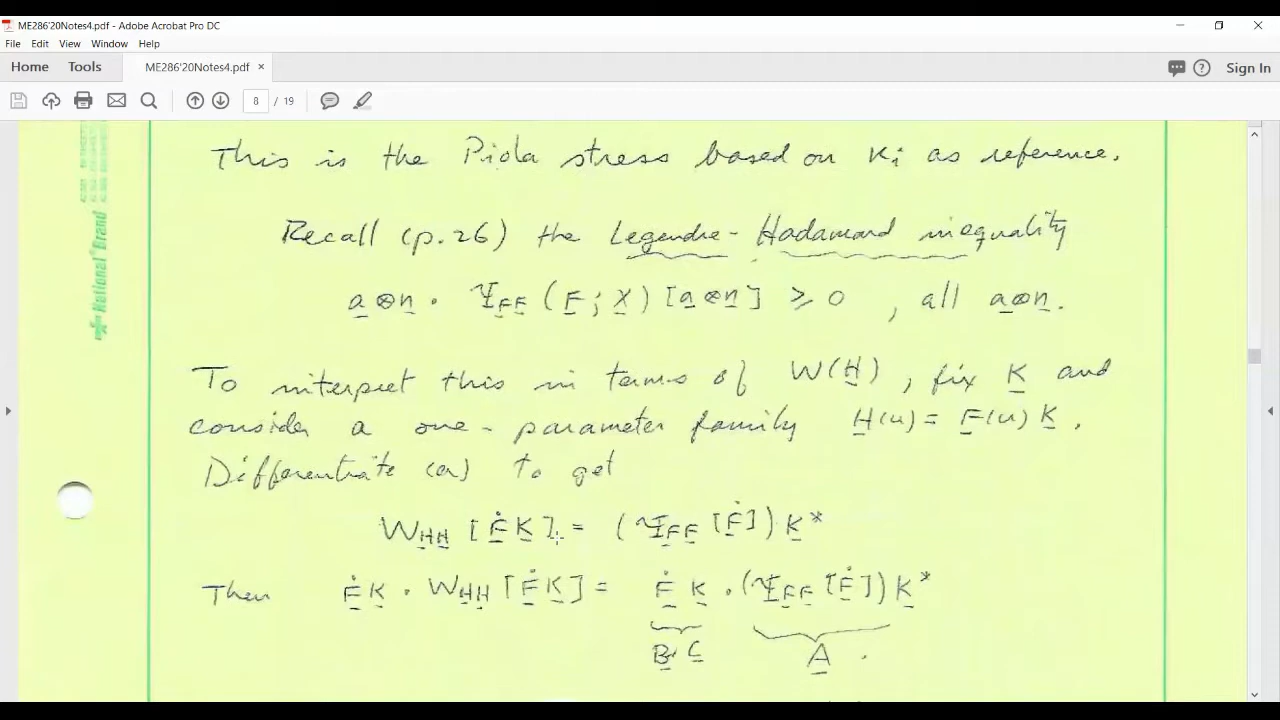 ME286'20Notes4.pdf - Adobe Acrobat Pro DC
File Edit View Window Help
Home Tools ME286'20Notes4.pdf × Sign In
8 / 19
National® Brand
This is the Piola stress based on κᵢ as reference.
Recall (p.26) the Legendre-Hadamard inequality
a⊗n · Ψ_FF (F; X) [a⊗n] ≥ 0, all a⊗n.
To interpret this in terms of W(H), fix K and
consider a one-parameter family H(u) = F(u) K.
Differentiate (a) to get
W_HH [Ḟ K] = (Ψ_FF [Ḟ]) K*
Then Ḟ K · W_HH [Ḟ K] = Ḟ K · (Ψ_FF [Ḟ]) K*
B C A .